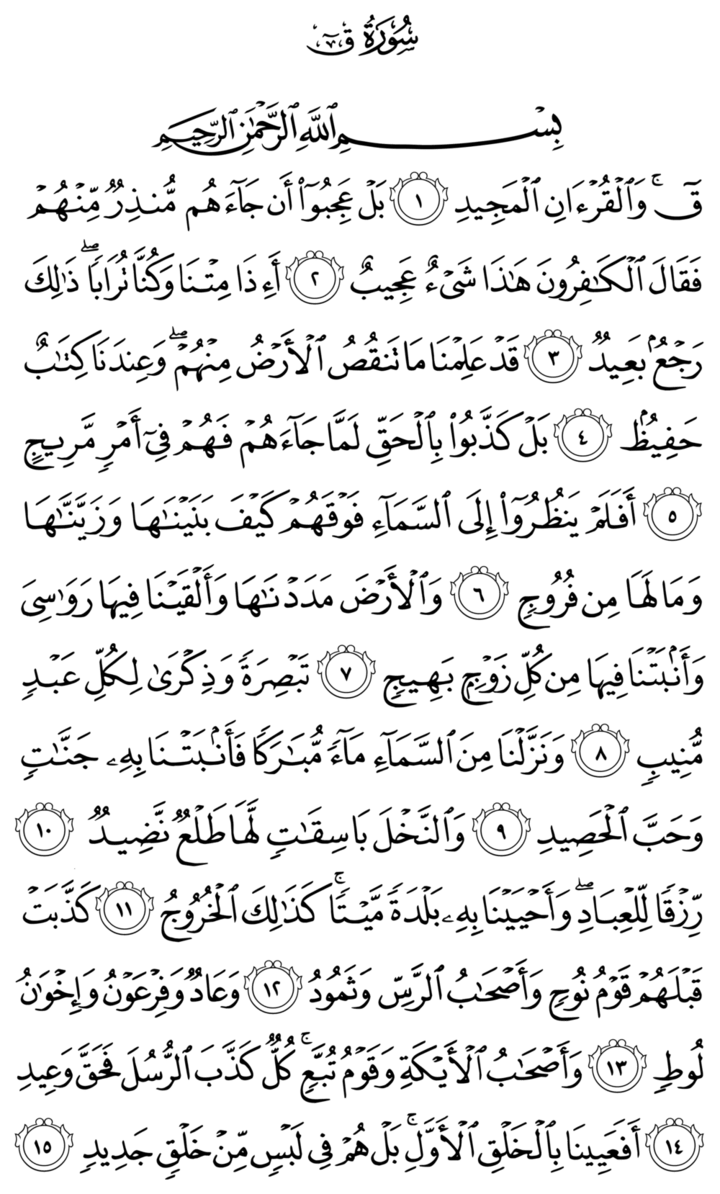 سُورَةُ قٓ
بِسْمِ ٱللَّهِ ٱلرَّحْمَٰنِ ٱلرَّحِيمِ
قٓ ۚ وَٱلْقُرْءَانِ ٱلْمَجِيدِ ١ بَلْ عَجِبُوٓا۟ أَن جَآءَهُم مُّنذِرٌ مِّنْهُمْ
فَقَالَ ٱلْكَٰفِرُونَ هَٰذَا شَىْءٌ عَجِيبٌ ٢ أَءِذَا مِتْنَا وَكُنَّا تُرَابًا ۖ ذَٰلِكَ
رَجْعٌۢ بَعِيدٌ ٣ قَدْ عَلِمْنَا مَا تَنقُصُ ٱلْأَرْضُ مِنْهُمْ ۖ وَعِندَنَا كِتَٰبٌ
حَفِيظٌۢ ٤ بَلْ كَذَّبُوا۟ بِٱلْحَقِّ لَمَّا جَآءَهُمْ فَهُمْ فِىٓ أَمْرٍ مَّرِيجٍ
٥ أَفَلَمْ يَنظُرُوٓا۟ إِلَى ٱلسَّمَآءِ فَوْقَهُمْ كَيْفَ بَنَيْنَٰهَا وَزَيَّنَّٰهَا
وَمَا لَهَا مِن فُرُوجٍ ٦ وَٱلْأَرْضَ مَدَدْنَٰهَا وَأَلْقَيْنَا فِيهَا رَوَٰسِىَ
وَأَنۢبَتْنَا فِيهَا مِن كُلِّ زَوْجٍۭ بَهِيجٍ ٧ تَبْصِرَةً وَذِكْرَىٰ لِكُلِّ عَبْدٍ
مُّنِيبٍ ٨ وَنَزَّلْنَا مِنَ ٱلسَّمَآءِ مَآءً مُّبَٰرَكًا فَأَنۢبَتْنَا بِهِۦ جَنَّٰتٍ
وَحَبَّ ٱلْحَصِيدِ ٩ وَٱلنَّخْلَ بَاسِقَٰتٍ لَّهَا طَلْعٌ نَّضِيدٌ ١٠
رِّزْقًا لِّلْعِبَادِ ۖ وَأَحْيَيْنَا بِهِۦ بَلْدَةً مَّيْتًا ۚ كَذَٰلِكَ ٱلْخُرُوجُ ١١ كَذَّبَتْ
قَبْلَهُمْ قَوْمُ نُوحٍ وَأَصْحَٰبُ ٱلرَّسِّ وَثَمُودُ ١٢ وَعَادٌ وَفِرْعَوْنُ وَإِخْوَٰنُ
لُوطٍ ١٣ وَأَصْحَٰبُ ٱلْأَيْكَةِ وَقَوْمُ تُبَّعٍ ۚ كُلٌّ كَذَّبَ ٱلرُّسُلَ فَحَقَّ وَعِيدِ
١٤ أَفَعَيِينَا بِٱلْخَلْقِ ٱلْأَوَّلِ ۚ بَلْ هُمْ فِى لَبْسٍ مِّنْ خَلْقٍ جَدِيدٍ ١٥